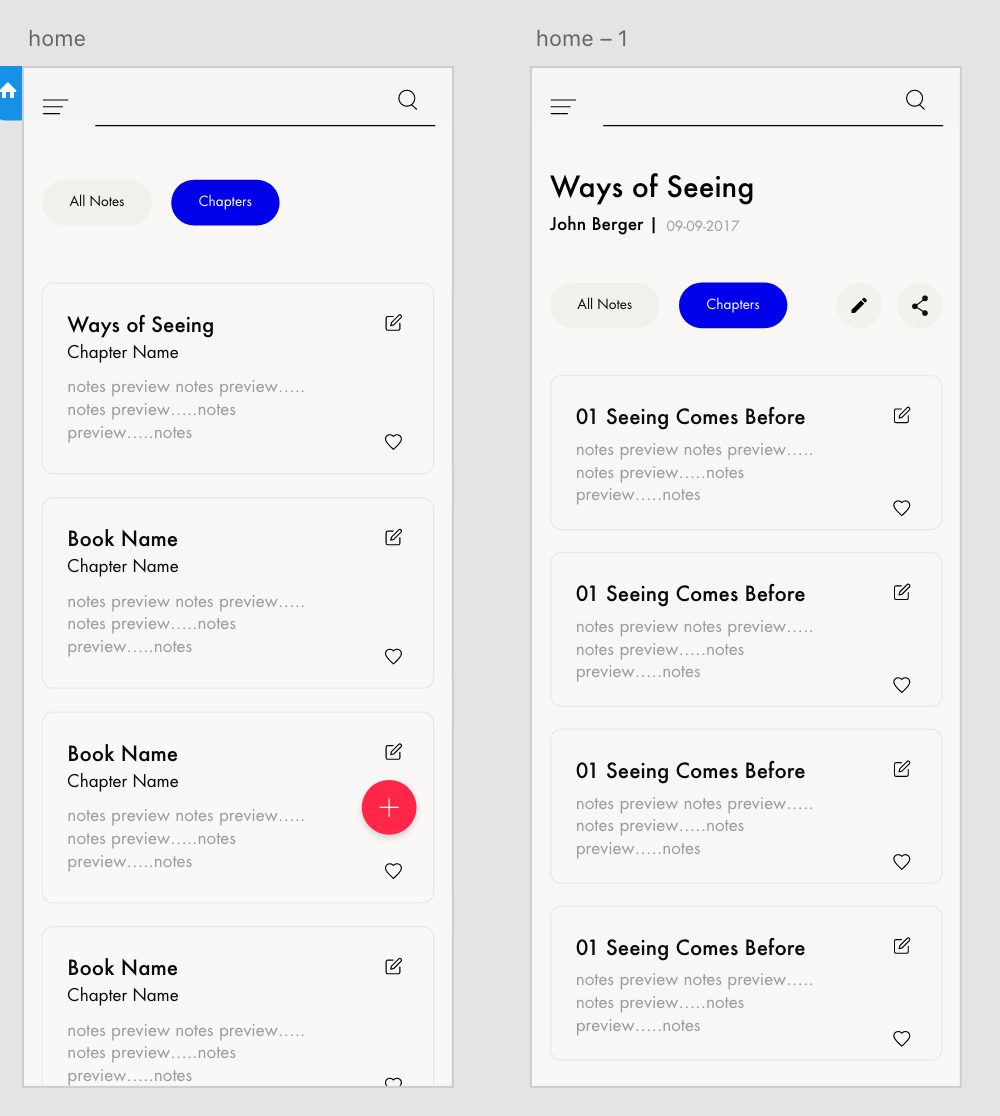 home
All Notes
Chapters
Ways of Seeing
Chapter Name
notes preview notes preview.....
notes preview.....notes
preview.....notes
Book Name
Chapter Name
notes preview notes preview.....
notes preview.....notes
preview.....notes
Book Name
Chapter Name
notes preview notes preview.....
notes preview.....notes
preview.....notes
Book Name
Chapter Name
notes preview notes preview.....
notes preview.....notes
preview.....notes
home – 1
Ways of Seeing
John Berger | 09-09-2017
All Notes
Chapters
01 Seeing Comes Before
notes preview notes preview.....
notes preview.....notes
preview.....notes
01 Seeing Comes Before
notes preview notes preview.....
notes preview.....notes
preview.....notes
01 Seeing Comes Before
notes preview notes preview.....
notes preview.....notes
preview.....notes
01 Seeing Comes Before
notes preview notes preview.....
notes preview.....notes
preview.....notes